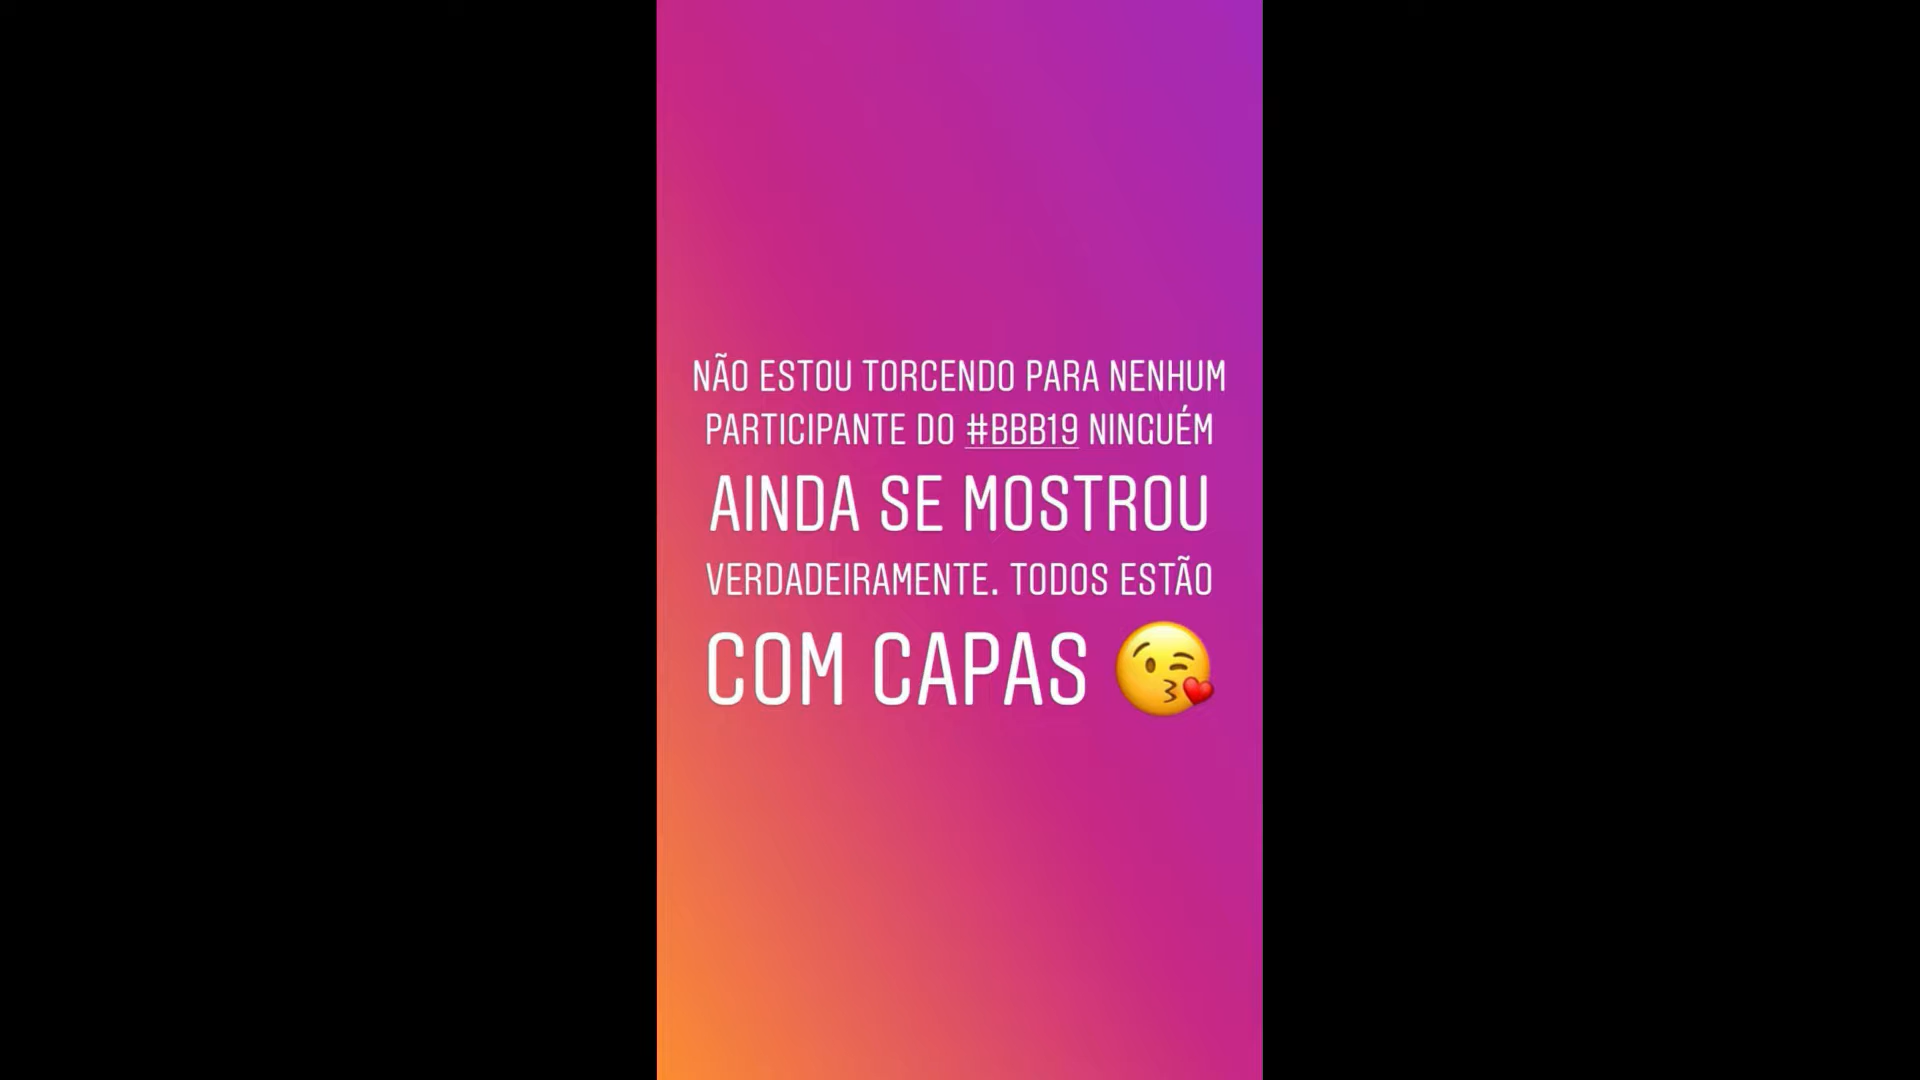 NÃO ESTOU TORCENDO PARA NENHUM
PARTICIPANTE DO #BBB19 NINGUÉM
AINDA SE MOSTROU
VERDADEIRAMENTE. TODOS ESTÃO
COM CAPAS 😘